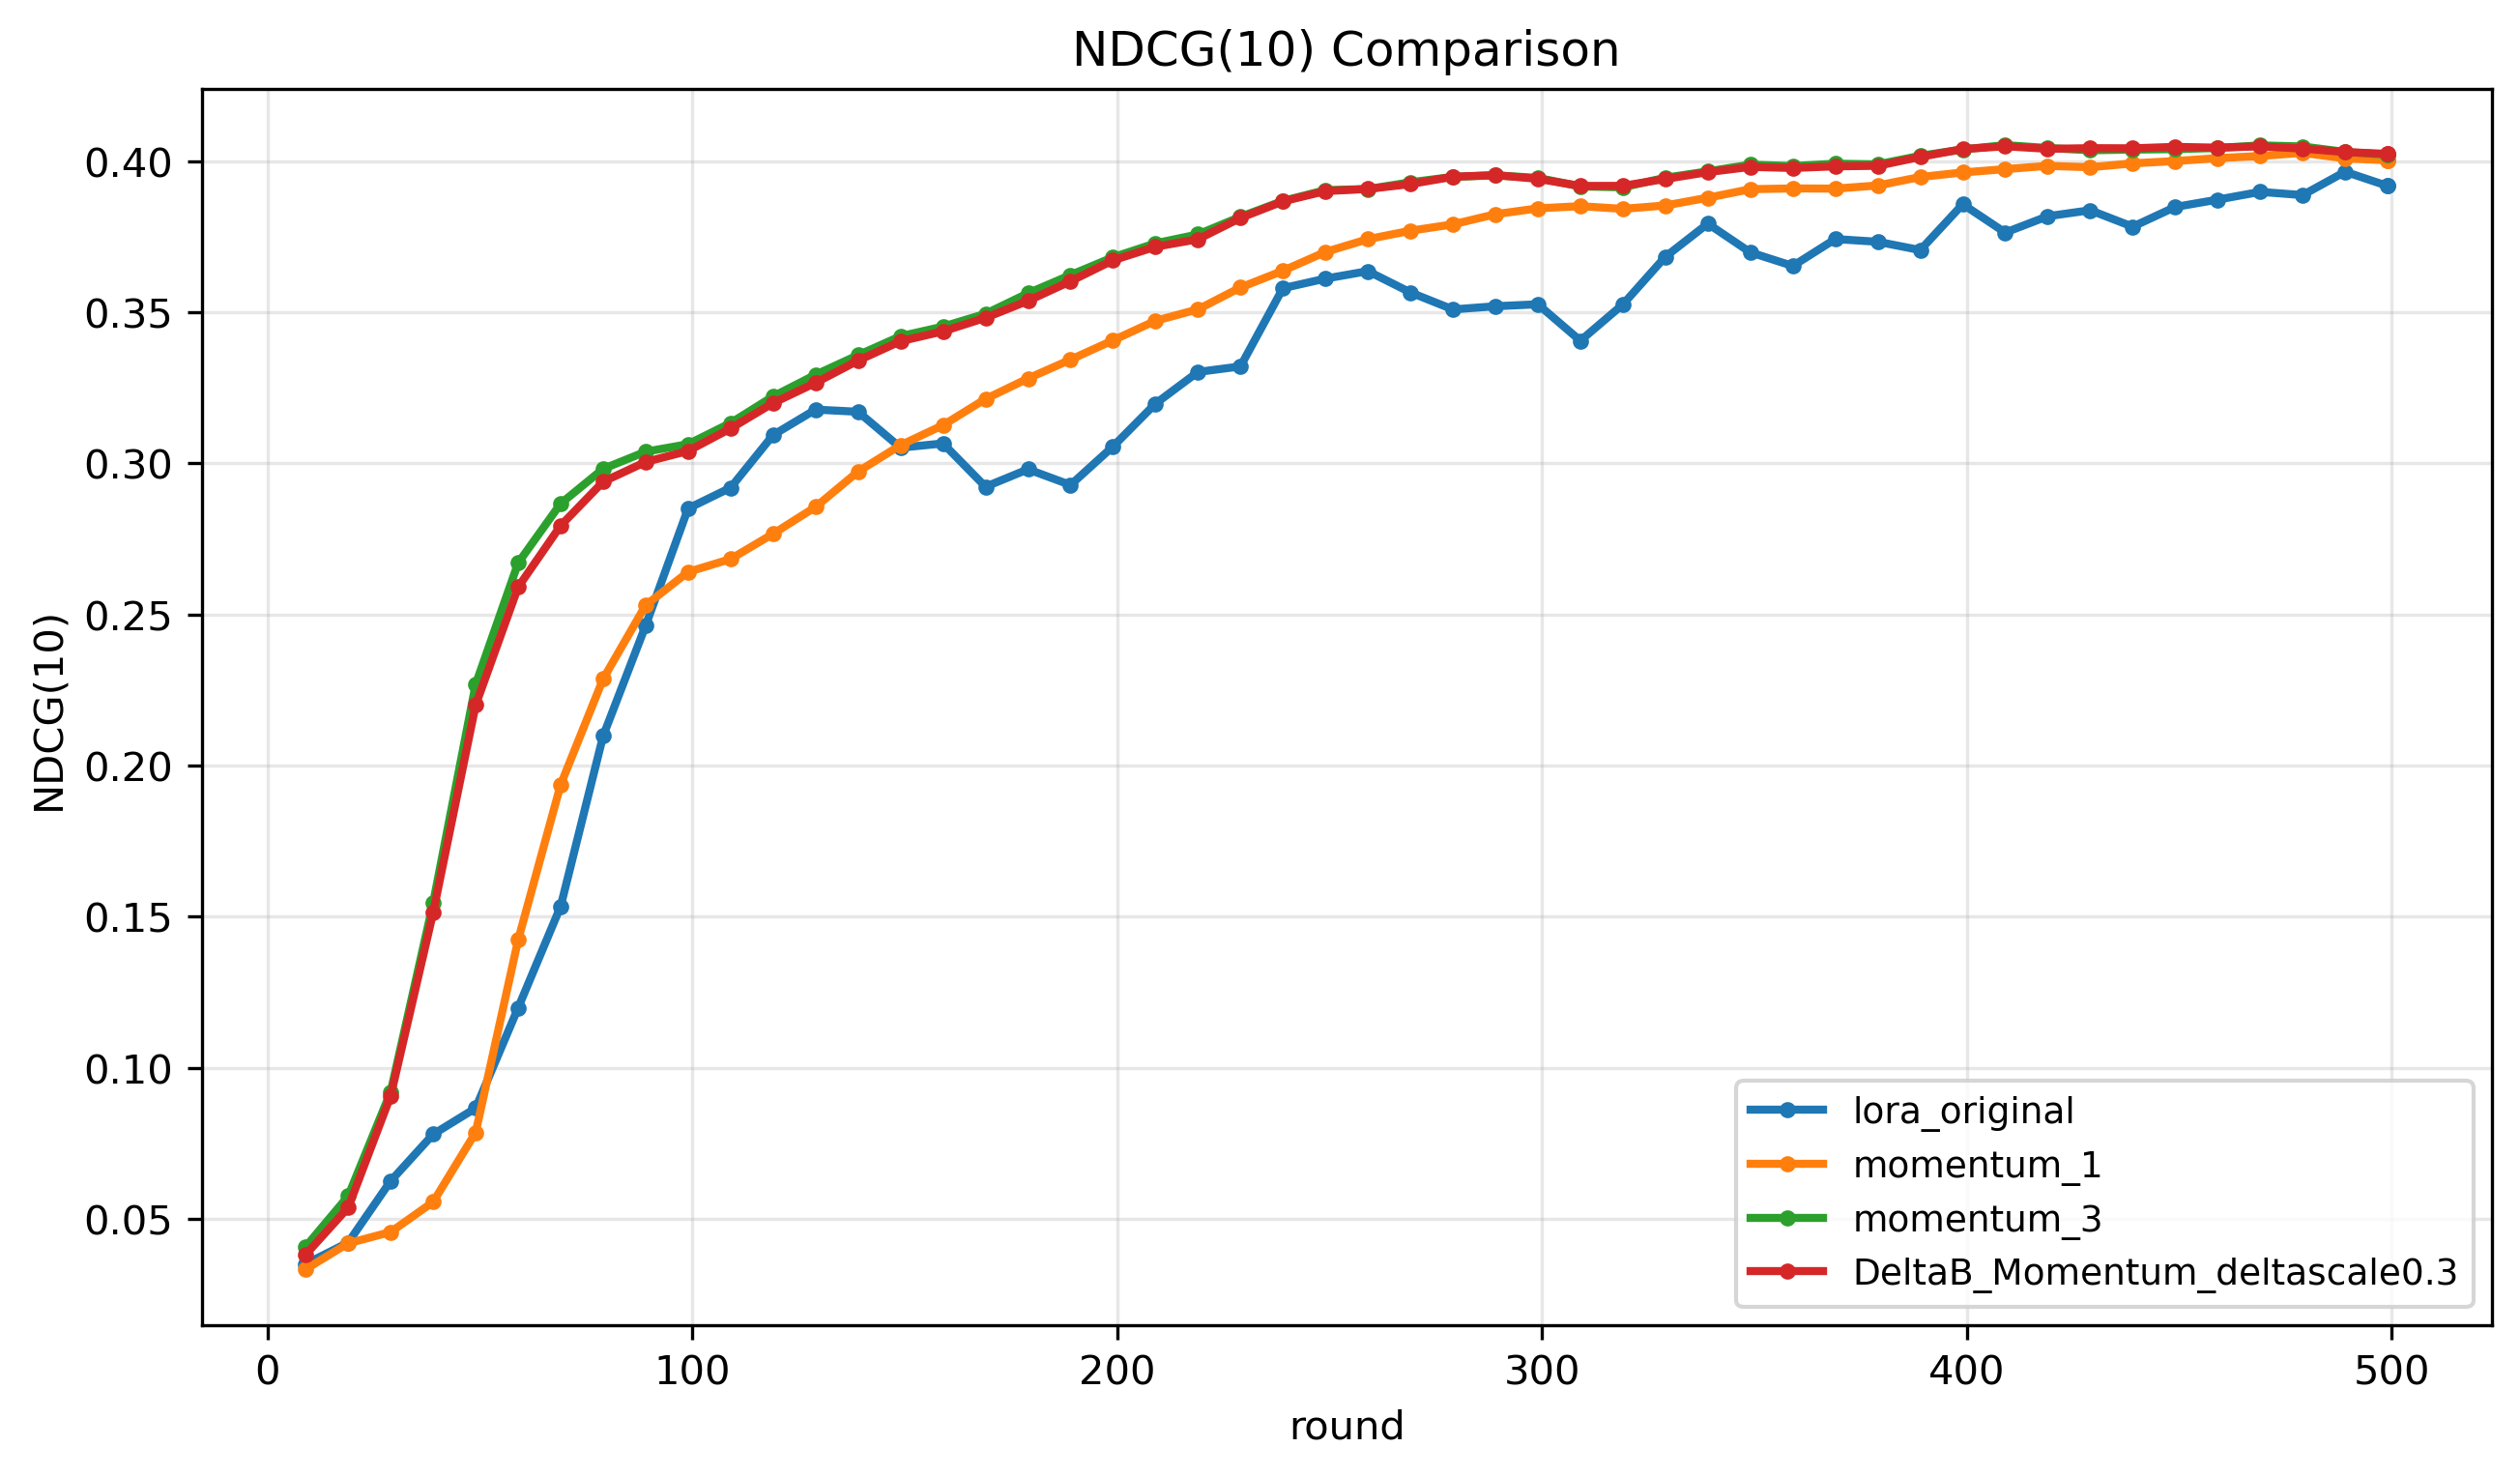 NDCG(10) Comparison
NDCG(10)
0.40
0.35
0.30
0.25
0.20
0.15
0.10
0.05
0 100 200 300 400 500
round
lora_original
momentum_1
momentum_3
DeltaB_Momentum_deltascale0.3